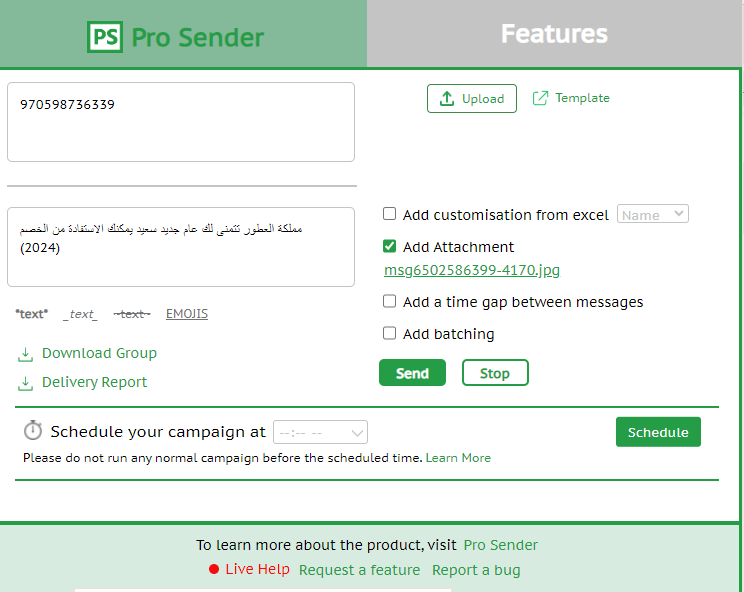 PS Pro Sender
Features
970598736339
Upload
Template
مملكة العطور تتمنى لك عام جديد سعيد يمكنك الاستفادة من الخصم
(2024)
Add customisation from excel Name
Add Attachment
msg6502586399-4170.jpg
Add a time gap between messages
Add batching
*text* _text_ ~text~ EMOJIS
Download Group
Delivery Report
Send Stop
Schedule your campaign at --:-- -- Schedule
Please do not run any normal campaign before the scheduled time. Learn More
To learn more about the product, visit Pro Sender
Live Help Request a feature Report a bug